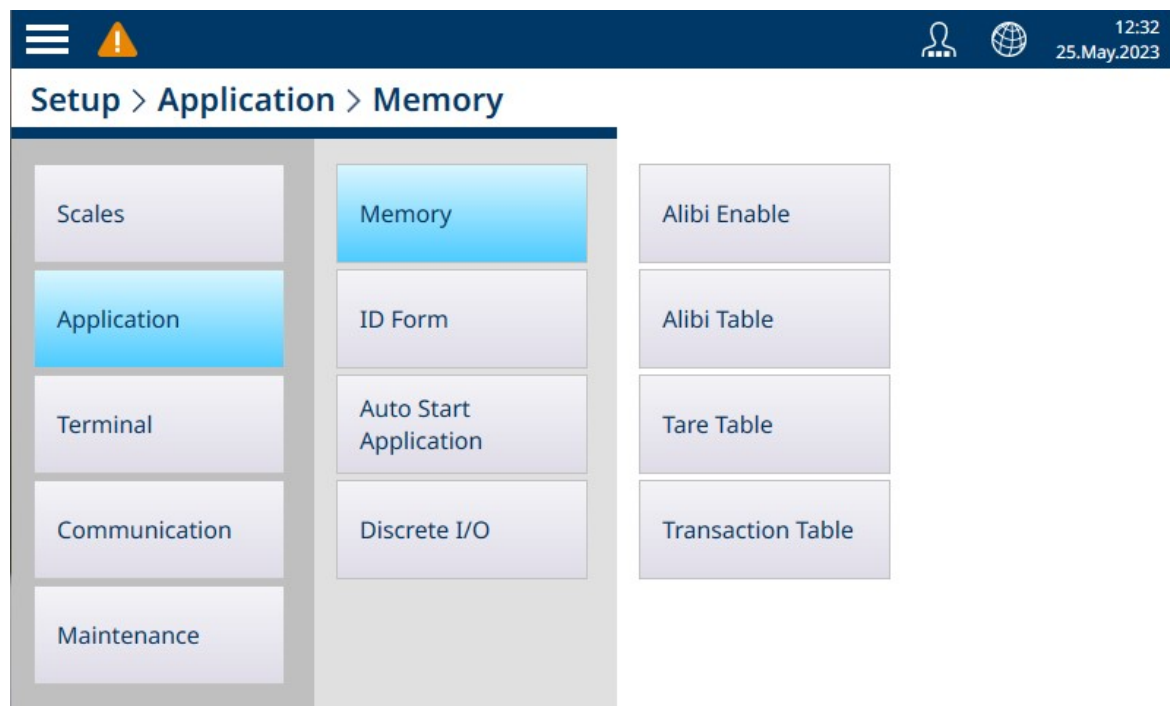 12:32
25.May.2023
Setup > Application > Memory
Scales
Memory
Alibi Enable
Application
ID Form
Alibi Table
Terminal
Auto Start
Application
Tare Table
Communication
Discrete I/O
Transaction Table
Maintenance